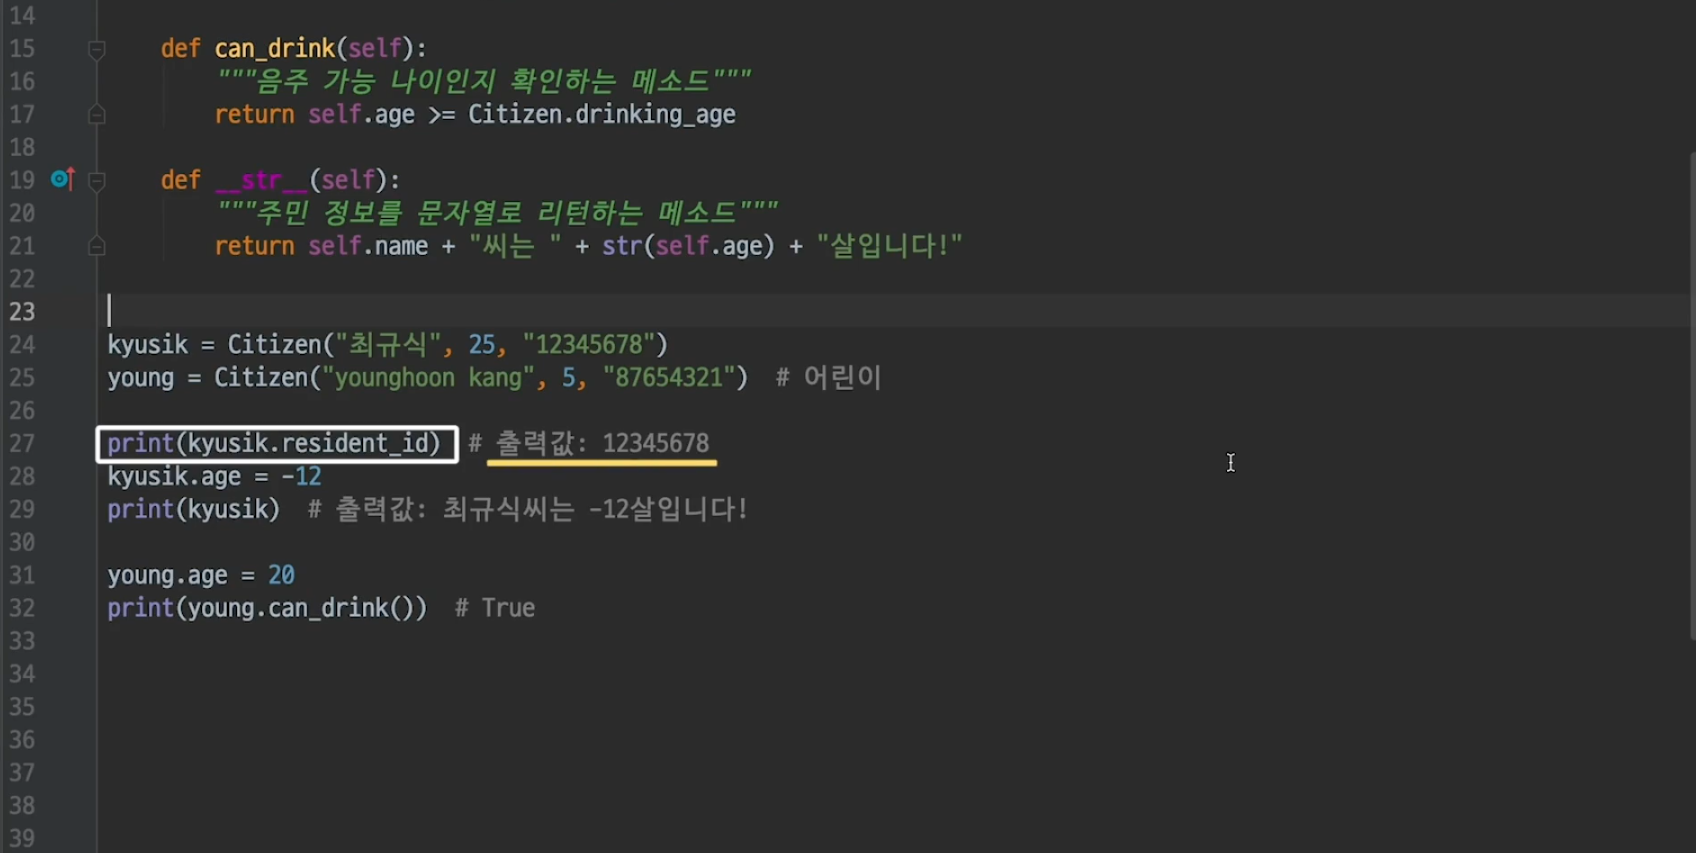 14
15 def can_drink(self):
16 """음주 가능 나이인지 확인하는 메소드"""
17 return self.age >= Citizen.drinking_age
18
19 def __str__(self):
20 """주민 정보를 문자열로 리턴하는 메소드"""
21 return self.name + "씨는 " + str(self.age) + "살입니다!"
22
23
24 kyusik = Citizen("최규식", 25, "12345678")
25 young = Citizen("younghoon kang", 5, "87654321")  # 어린이
26
27 print(kyusik.resident_id)  # 출력값: 12345678
28 kyusik.age = -12
29 print(kyusik)  # 출력값: 최규식씨는 -12살입니다!
30
31 young.age = 20
32 print(young.can_drink())  # True
33
34
35
36
37
38
39